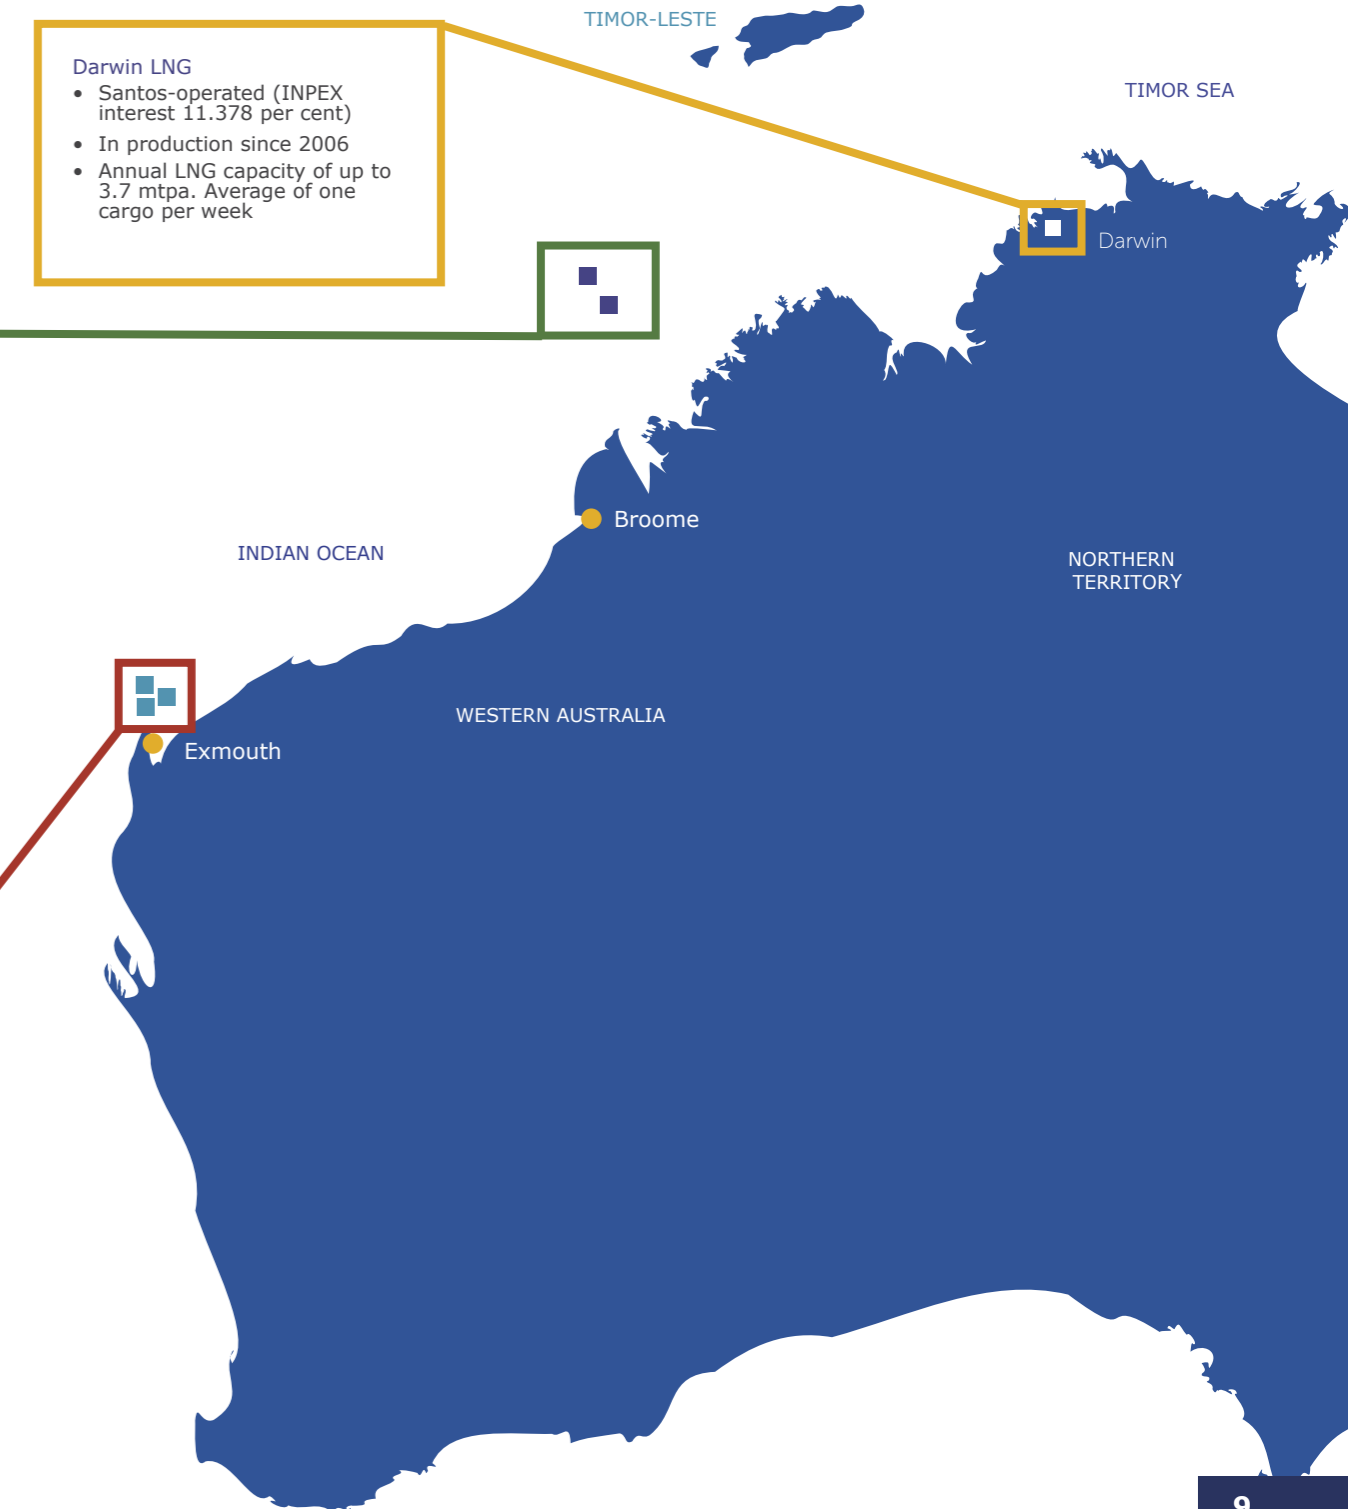 TIMOR-LESTE
Darwin LNG
• Santos-operated (INPEX
interest 11.378 per cent)
• In production since 2006
• Annual LNG capacity of up to
3.7 mtpa. Average of one
cargo per week
TIMOR SEA
Darwin
Broome
INDIAN OCEAN
NORTHERN
TERRITORY
WESTERN AUSTRALIA
Exmouth
9